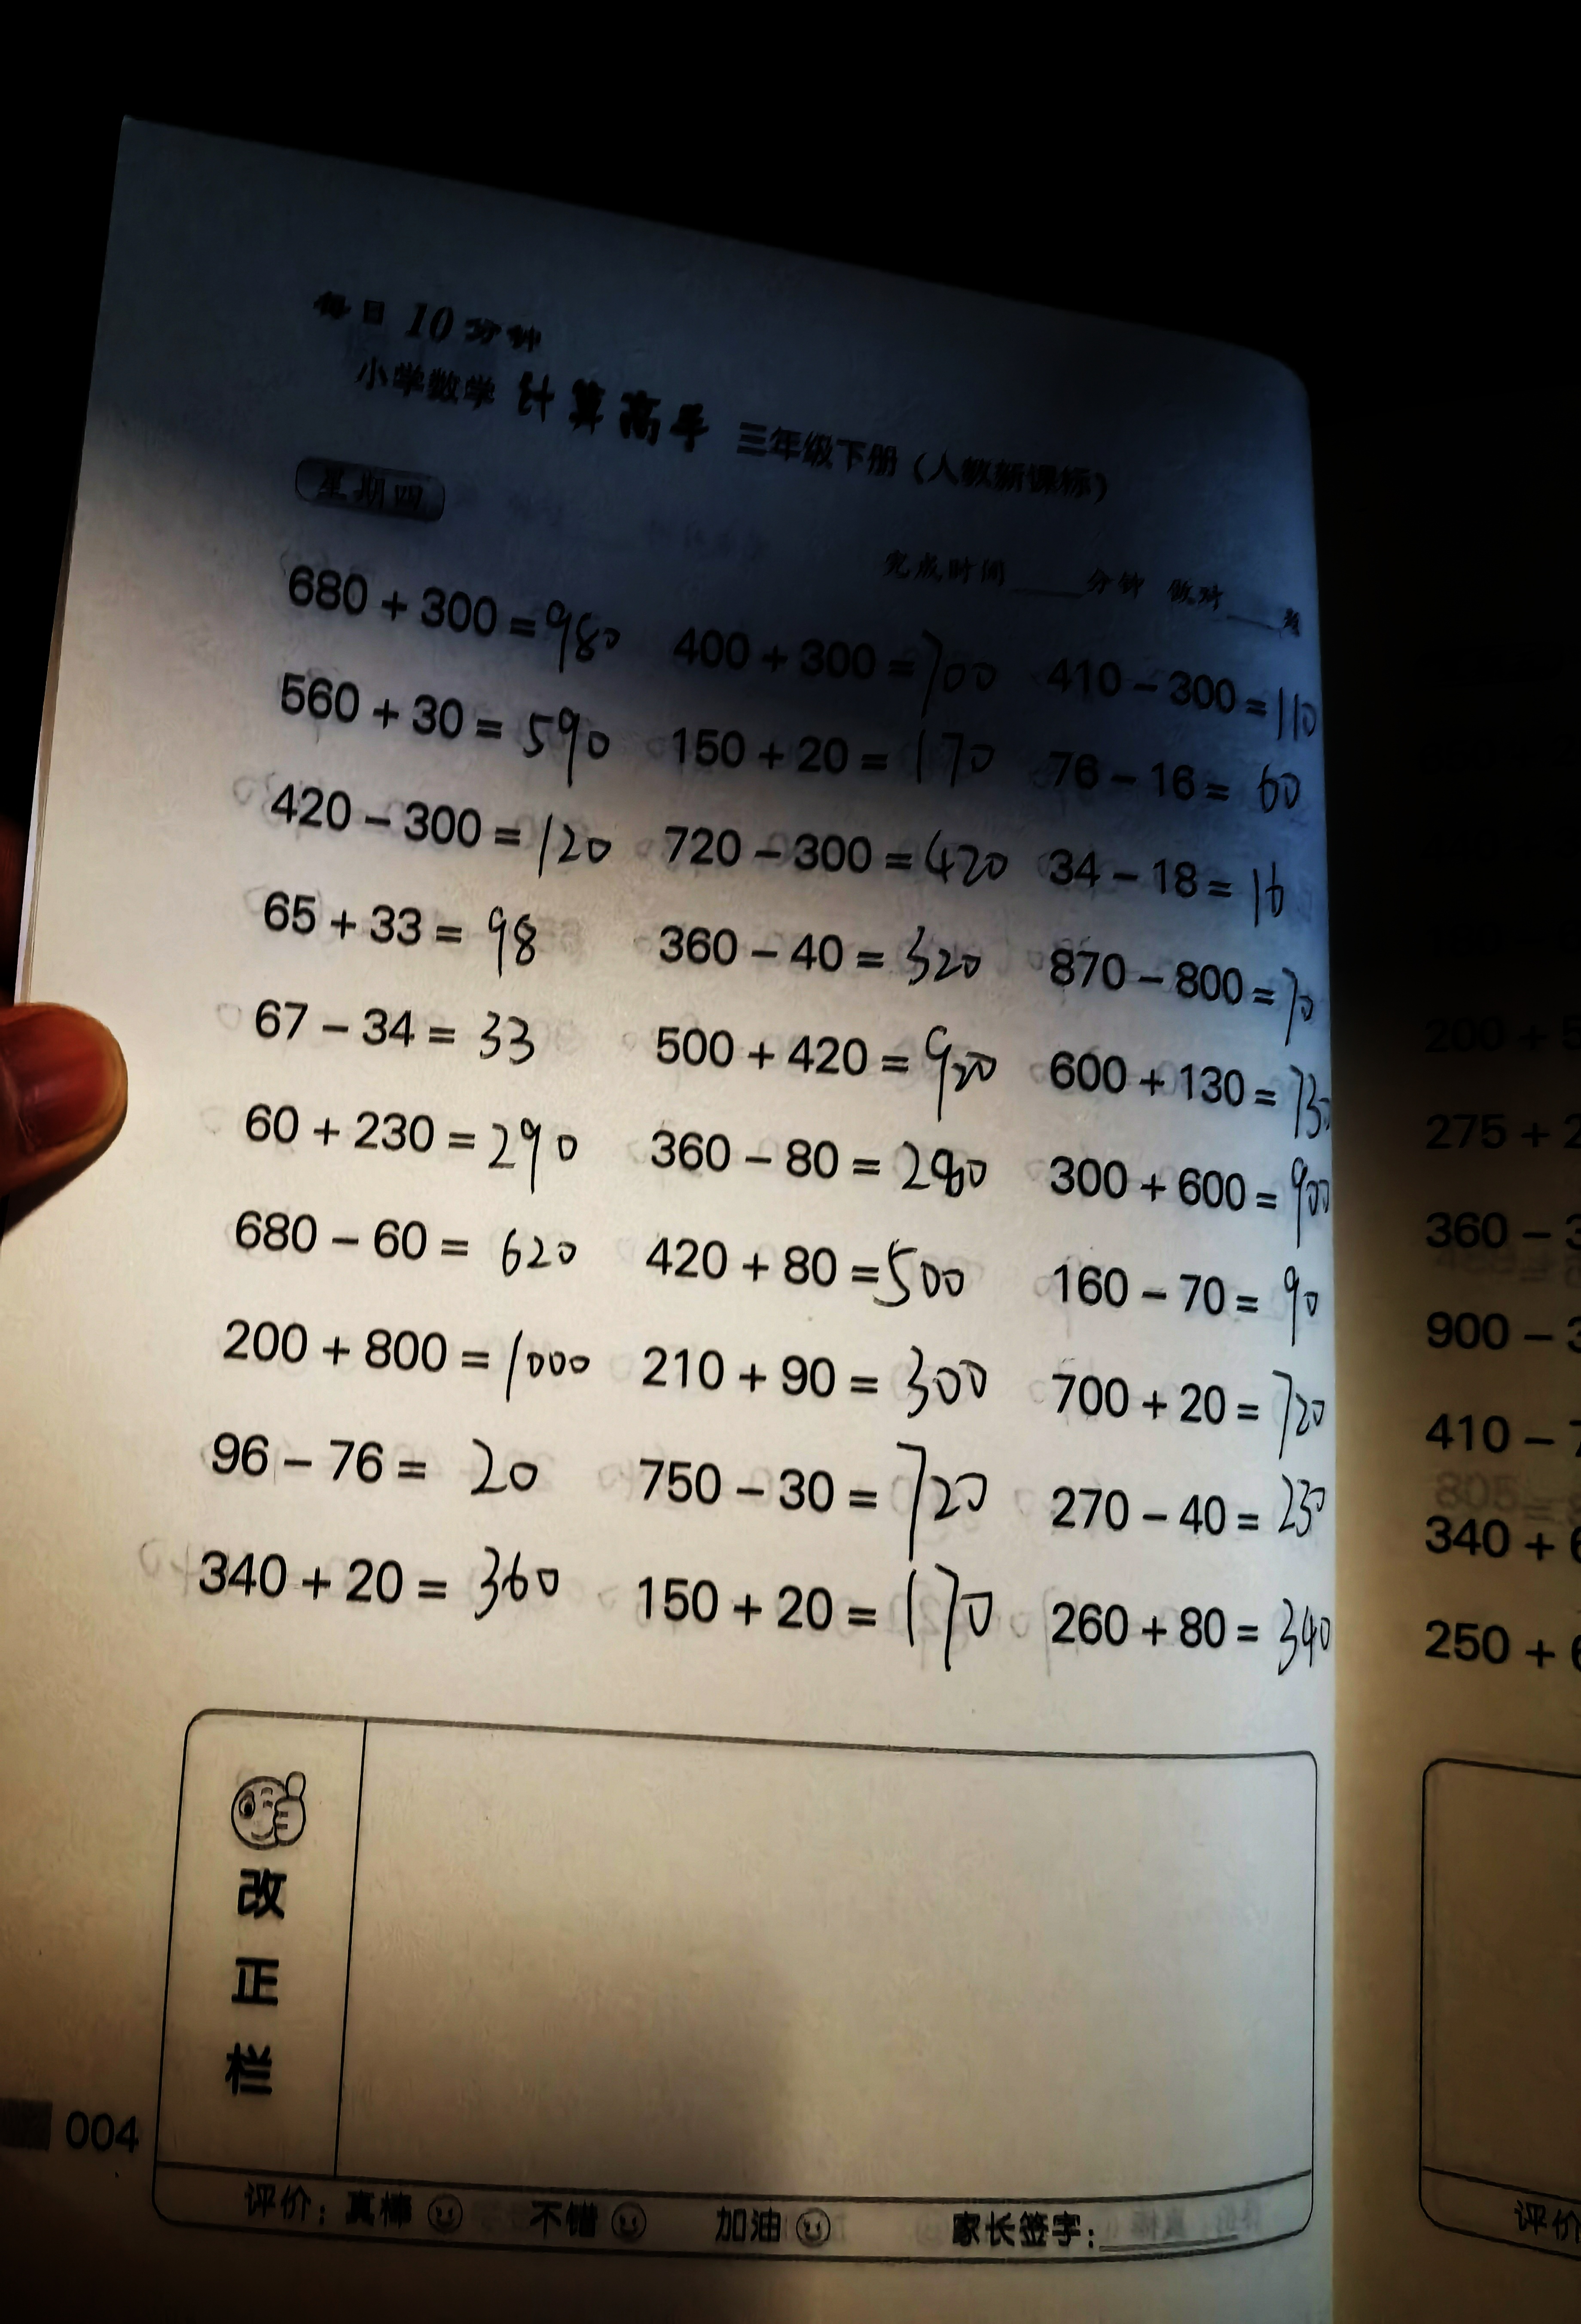 每日10分钟
小学数学 计算高手 三年级下册(人教新课标)
星期四
完成时间____分钟 做对____题
680+300=980 400+300=700 410-300=110
560+30=590 150+20=170 76-16=60
420-300=120 720-300=420 34-18=16
65+33=98 360-40=320 870-800=70
67-34=33 500+420=920 600+130=730
60+230=290 360-80=280 300+600=900
680-60=620 420+80=500 160-70=90
200+800=1000 210+90=300 700+20=720
96-76=20 750-30=720 270-40=230
340+20=360 150+20=170 260+80=340
改正栏
评价:真棒 不错 加油 家长签字:____
004
200+5
275+2
360-3
900-3
410-7
340+6
250+6
评价